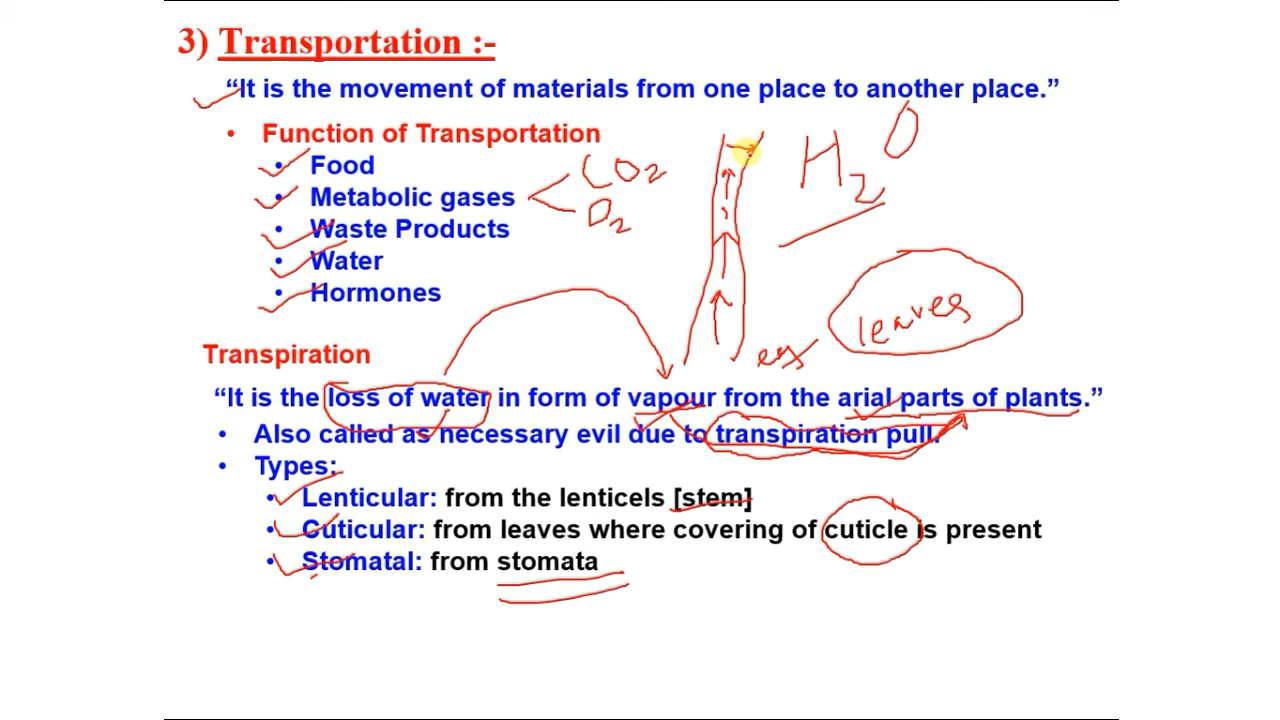 3) Transportation :-
“It is the movement of materials from one place to another place.”
• Function of Transportation
• Food
• Metabolic gases
CO2
O2
• Waste Products
• Water
• Hormones
H2O
ex
leaves
Transpiration
“It is the loss of water in form of vapour from the arial parts of plants.”
• Also called as necessary evil due to transpiration pull.
• Types:
• Lenticular: from the lenticels [stem]
• Cuticular: from leaves where covering of cuticle is present
• Stomatal: from stomata